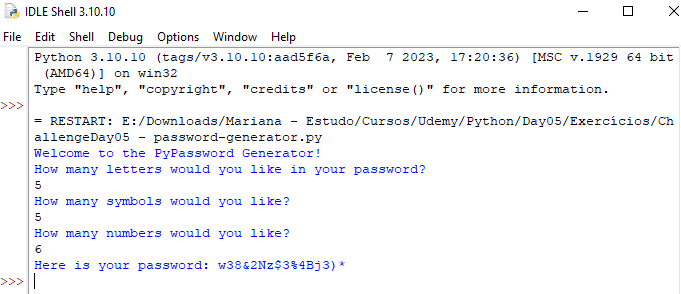 IDLE Shell 3.10.10
File Edit Shell Debug Options Window Help
Python 3.10.10 (tags/v3.10.10:aad5f6a, Feb  7 2023, 17:20:36) [MSC v.1929 64 bit
(AMD64)] on win32
Type "help", "copyright", "credits" or "license()" for more information.
>>>
= RESTART: E:/Downloads/Mariana - Estudo/Cursos/Udemy/Python/Day05/Exercícios/Ch
allengeDay05 - password-generator.py
Welcome to the PyPassword Generator!
How many letters would you like in your password?
5
How many symbols would you like?
5
How many numbers would you like?
6
Here is your password: w38&2Nz$3%4Bj3)*
>>>